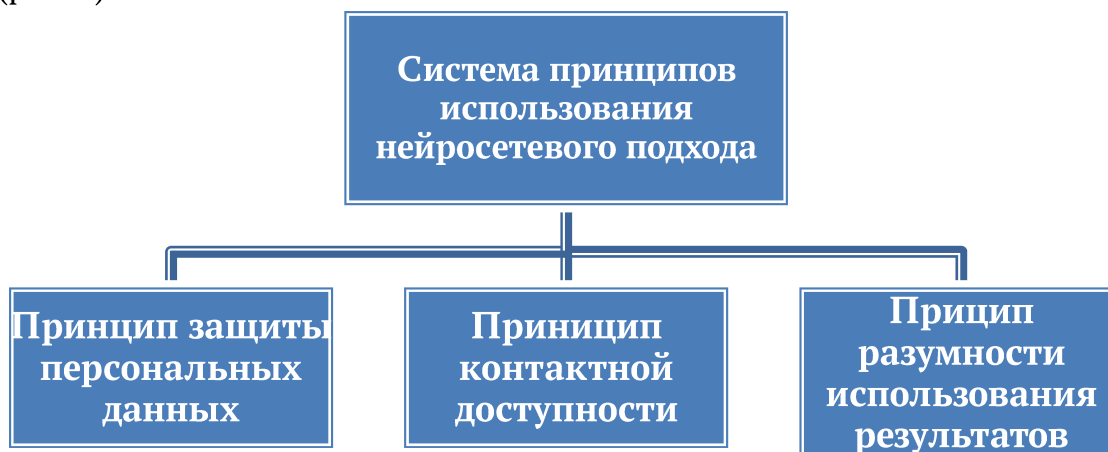 Система принципов
использования
нейросетевого подхода
Принцип защиты
персональных
данных
Приницип
контактной
доступности
Прицип
разумности
использования
результатов